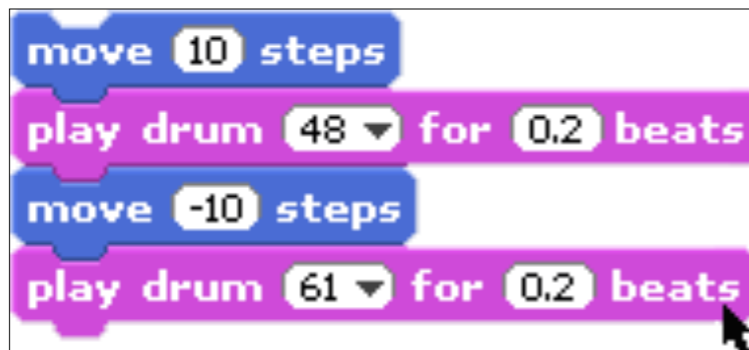 move 10 steps
play drum 48 for 0.2 beats
move -10 steps
play drum 61 for 0.2 beats